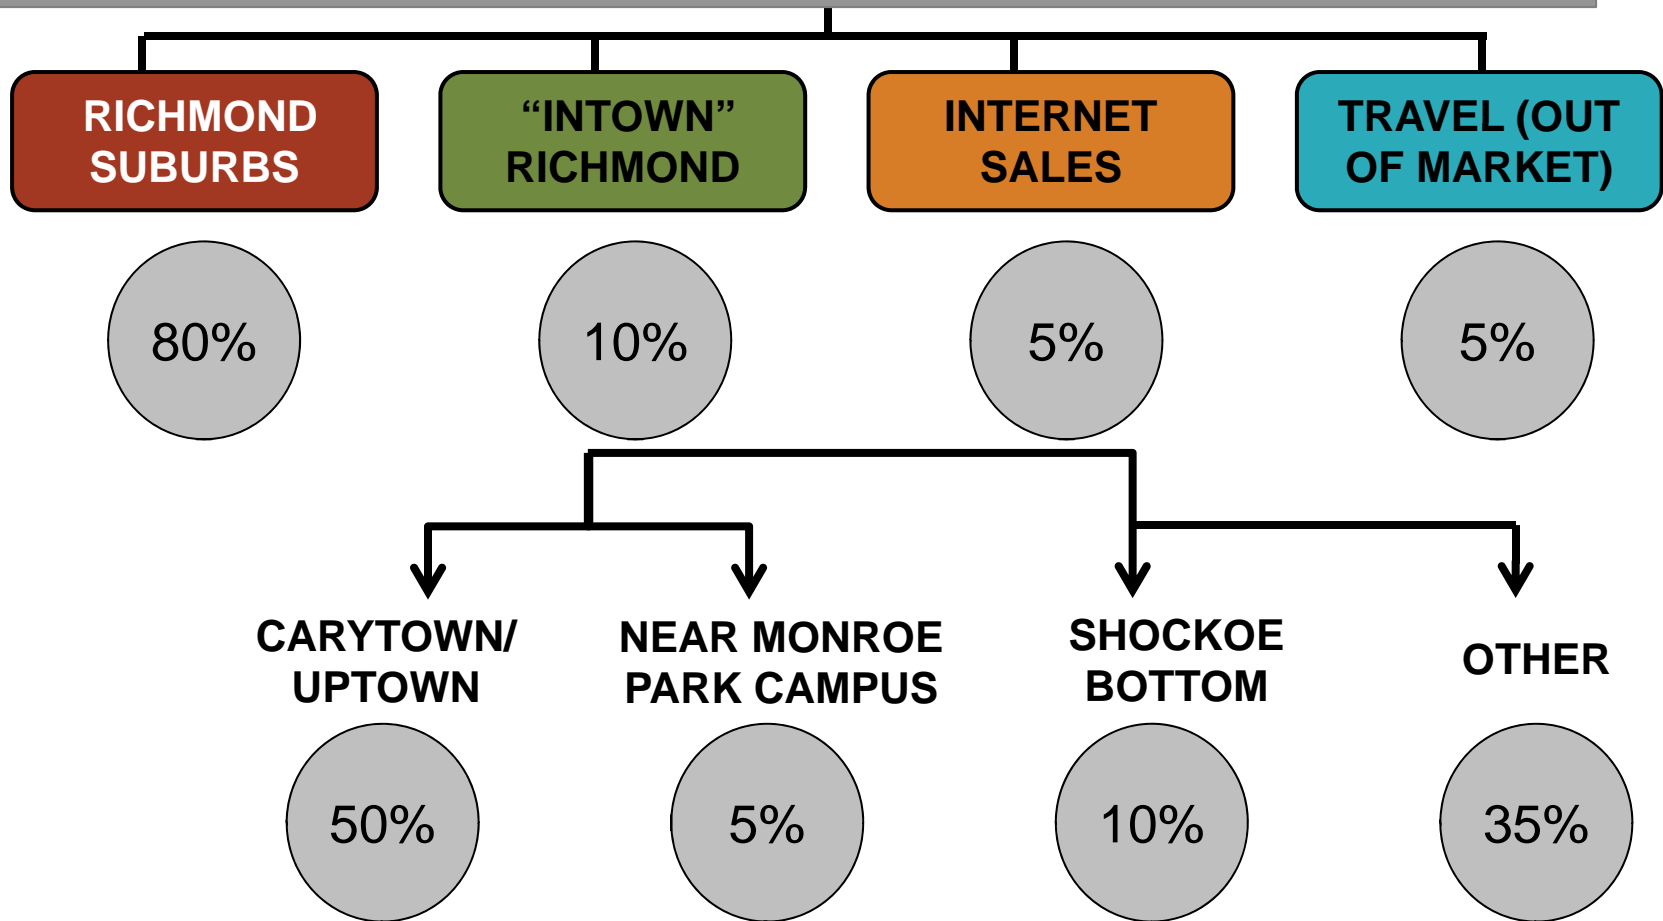 RICHMOND
SUBURBS
“INTOWN”
RICHMOND
INTERNET
SALES
TRAVEL (OUT
OF MARKET)
80%
10%
5%
5%
CARYTOWN/
UPTOWN
NEAR MONROE
PARK CAMPUS
SHOCKOE
BOTTOM
OTHER
50%
5%
10%
35%